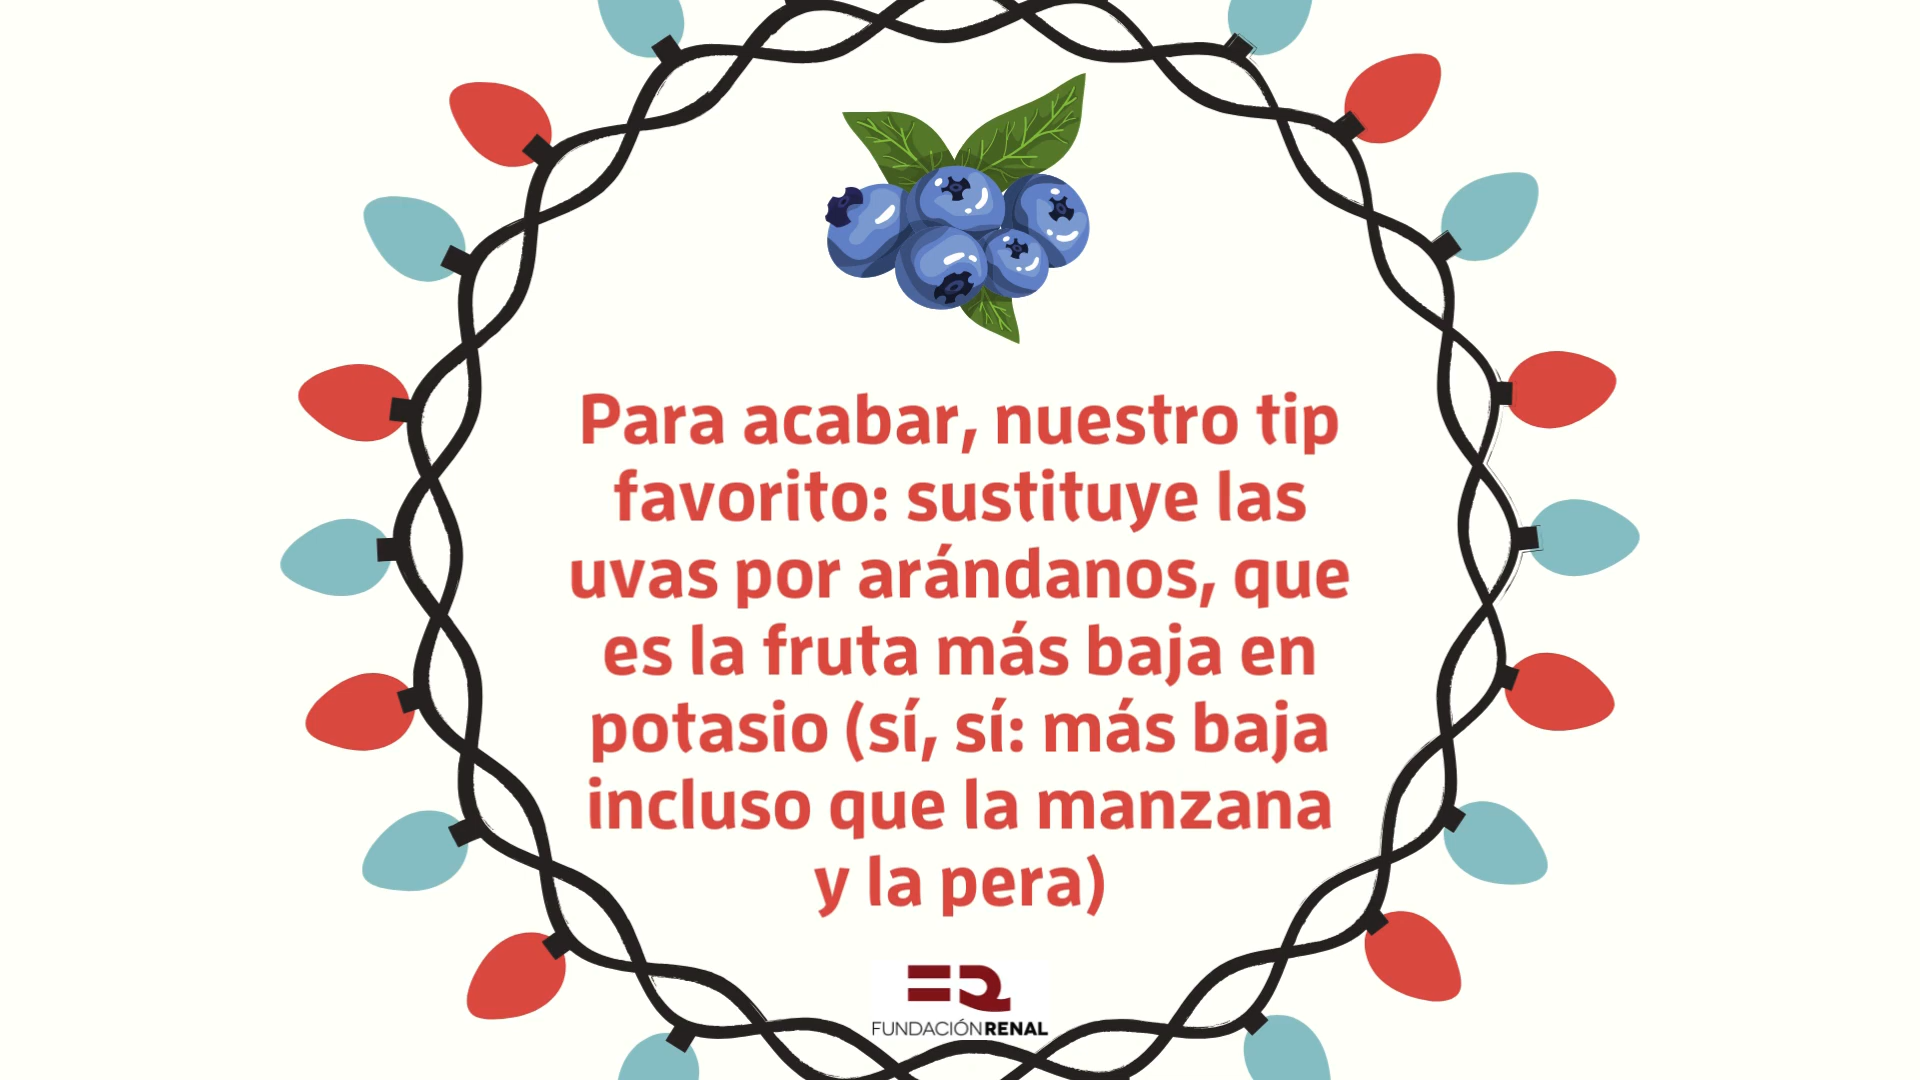 Para acabar, nuestro tip
favorito: sustituye las
uvas por arándanos, que
es la fruta más baja en
potasio (sí, sí: más baja
incluso que la manzana
y la pera)
FUNDACIÓNRENAL